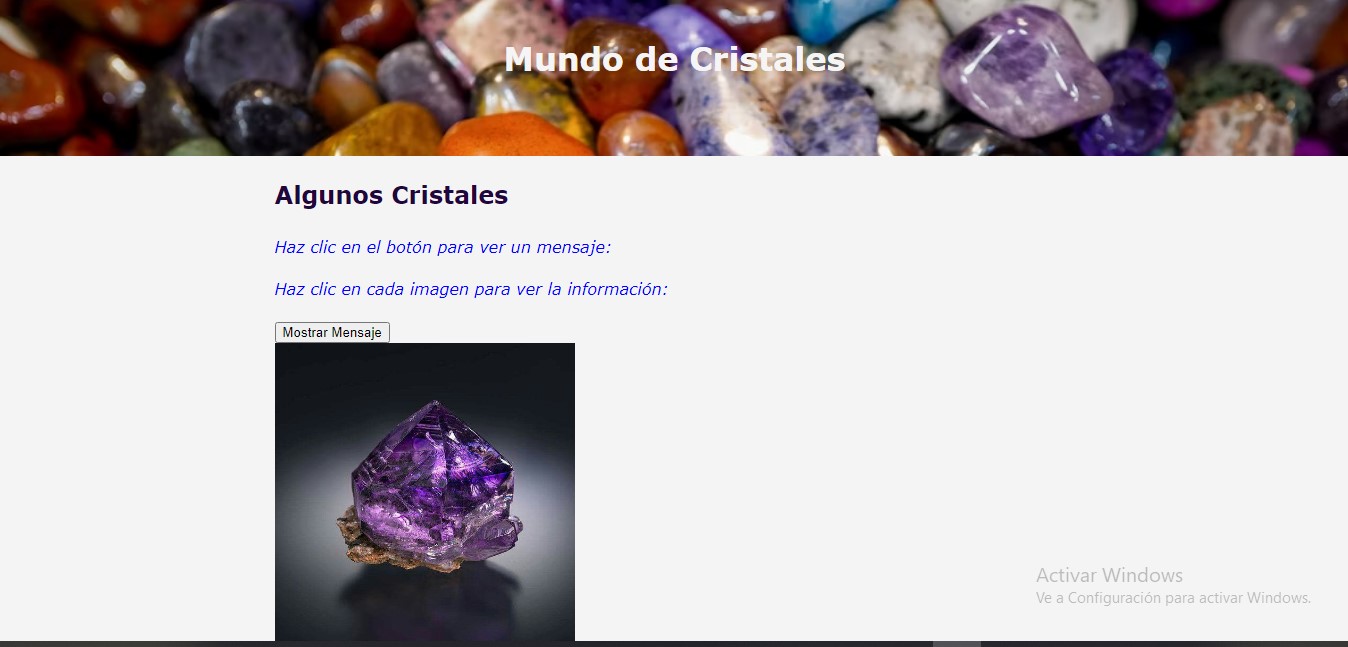 Mundo de Cristales
Algunos Cristales
Haz clic en el botón para ver un mensaje:
Haz clic en cada imagen para ver la información:
Mostrar Mensaje
Activar Windows
Ve a Configuración para activar Windows.